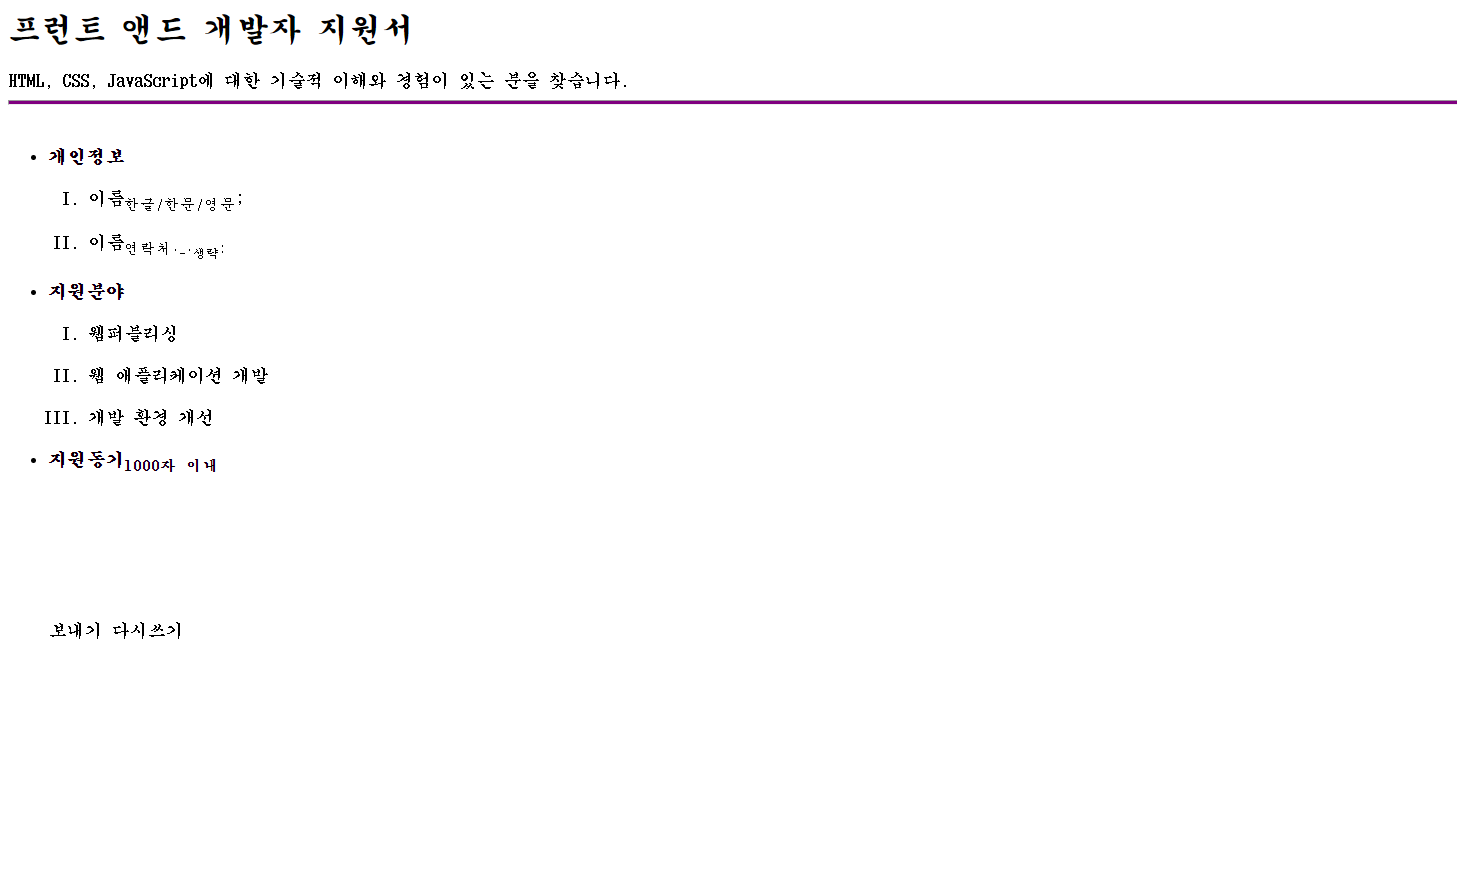 프런트 앤드 개발자 지원서
HTML, CSS, JavaScript에 대한 기술적 이해와 경험이 있는 분을 찾습니다.
• 개인정보
I. 이름한글/한문/영문;
II. 이름연락처'-'생략;
• 지원분야
I. 웹퍼블리싱
II. 웹 애플리케이션 개발
III. 개발 환경 개선
• 지원동기1000자 이내
보내기 다시쓰기